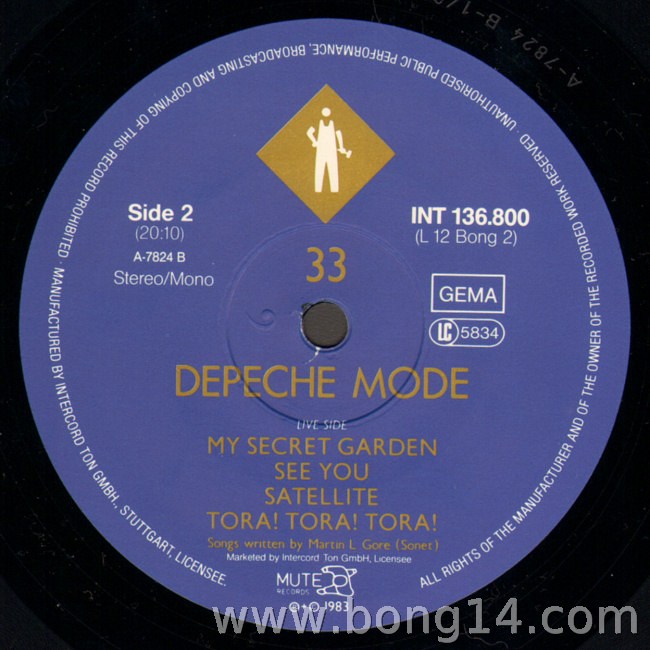 A-7824 B-1/
UNAUTHORISED PUBLIC PERFORMANCE, BROADCASTING AND COPYING OF THIS RECORD PROHIBITED · MANUFACTURED BY INTERCORD TON GMBH., STUTTGART, LICENSEE.
ALL RIGHTS OF THE MANUFACTURER AND OF THE OWNER OF THE RECORDED WORK RESERVED ·
Side 2
(20:10)
A-7824 B
Stereo/Mono
INT 136.800
(L 12 Bong 2)
33
GEMA
LC 5834
DEPECHE MODE
LIVE SIDE
MY SECRET GARDEN
SEE YOU
SATELLITE
TORA! TORA! TORA!
Songs written by Martin L Gore (Sonet)
Marketed by Intercord Ton GmbH, Licensee
MUTE
RECORDS
©+℗ 1983
www.bong14.com